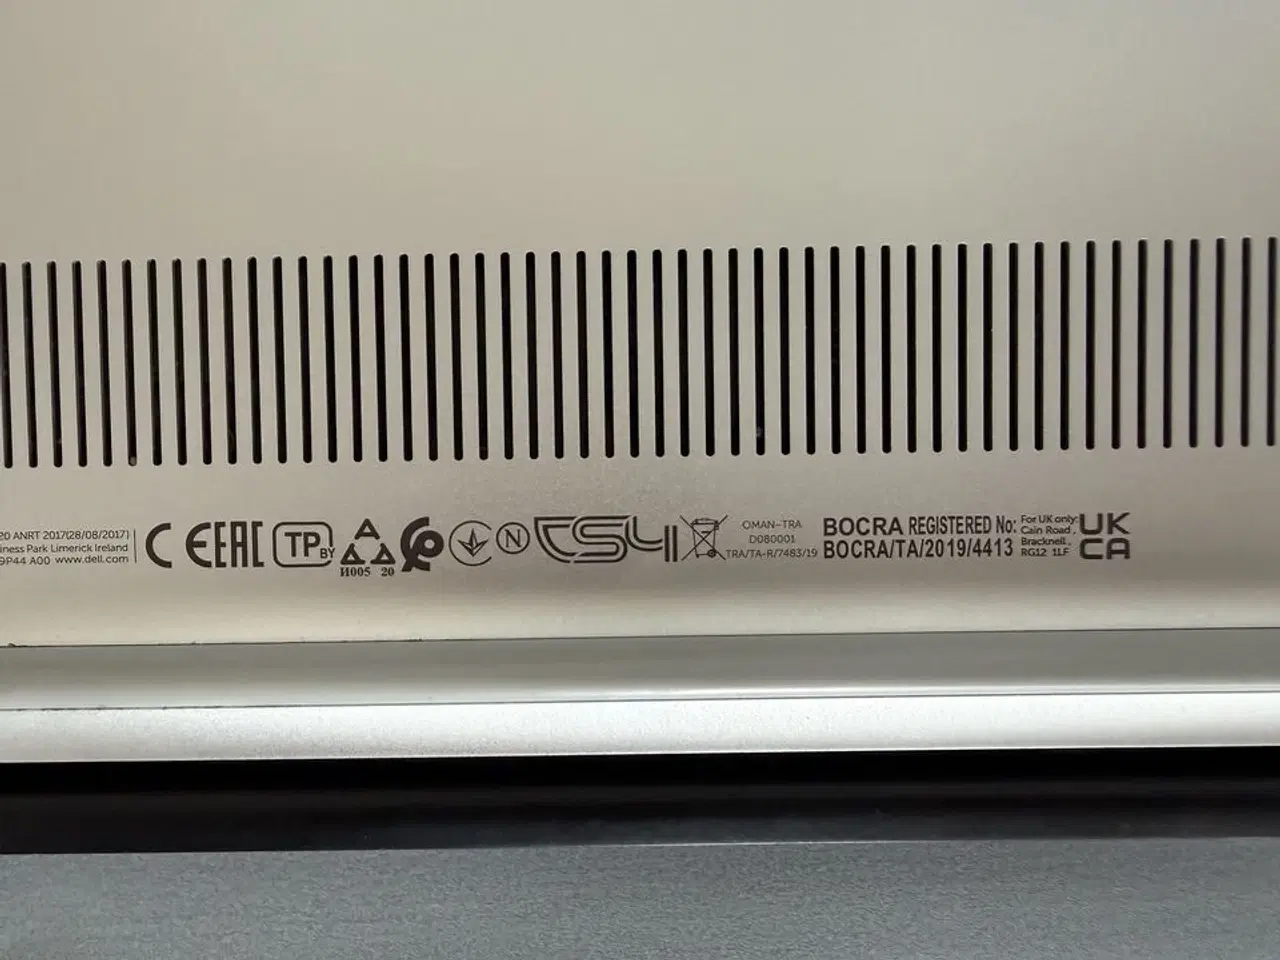 20 ANRT 2017(28/08/2017)
iness Park Limerick Ireland
9P44 A00 www.dell.com
CE EAC TP BY
И005 20
N
OMAN-TRA
D080001
TRA/TA-R/7483/19
BOCRA REGISTERED No:
BOCRA/TA/2019/4413
For UK only:
Cain Road,
Bracknell,
RG12 1LF
UK
CA